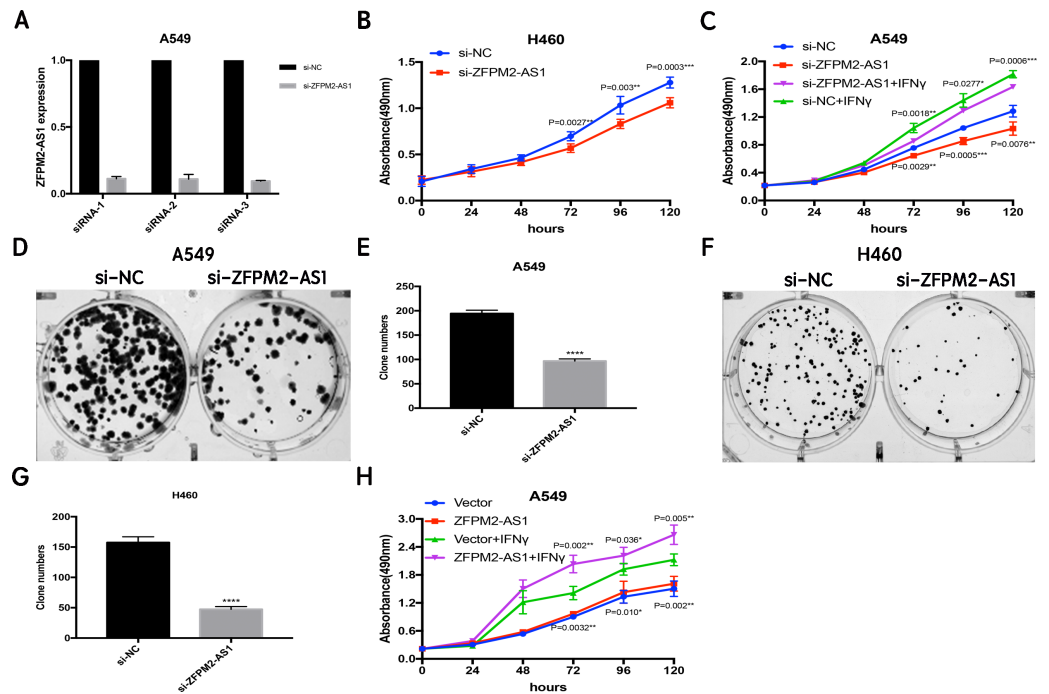 A
A549
si-NC
si-ZFPM2-AS1
ZFPM2-AS1 expression
1.0
0.5
0.0
siRNA-1
siRNA-2
siRNA-3
B
H460
si-NC
si-ZFPM2-AS1
P=0.0003***
P=0.003**
P=0.0027**
Absorbance(490nm)
1.5
1.0
0.5
0.0
0 24 48 72 96 120
hours
C
A549
si-NC
si-ZFPM2-AS1
si-ZFPM2-AS1+IFNγ
si-NC+IFNγ
P=0.0006***
P=0.0277*
P=0.0018**
P=0.0076**
P=0.0005***
P=0.0029**
Absorbance(490nm)
2.0
1.6
1.2
0.8
0.4
0.0
0 24 48 72 96 120
hours
D
A549
si-NC si-ZFPM2-AS1
E
A549
Clone numbers
250
200
150
100
50
0
****
si-NC
si-ZFPM2-AS1
F
H460
si-NC si-ZFPM2-AS1
G
H460
Clone numbers
200
150
100
50
0
****
si-NC
si-ZFPM2-AS1
H
A549
Vector
ZFPM2-AS1
Vector+IFNγ
ZFPM2-AS1+IFNγ
P=0.005**
P=0.036*
P=0.002**
P=0.002**
P=0.010*
P=0.0032**
Absorbance(490nm)
3.0
2.4
1.8
1.2
0.6
0.0
0 24 48 72 96 120
hours